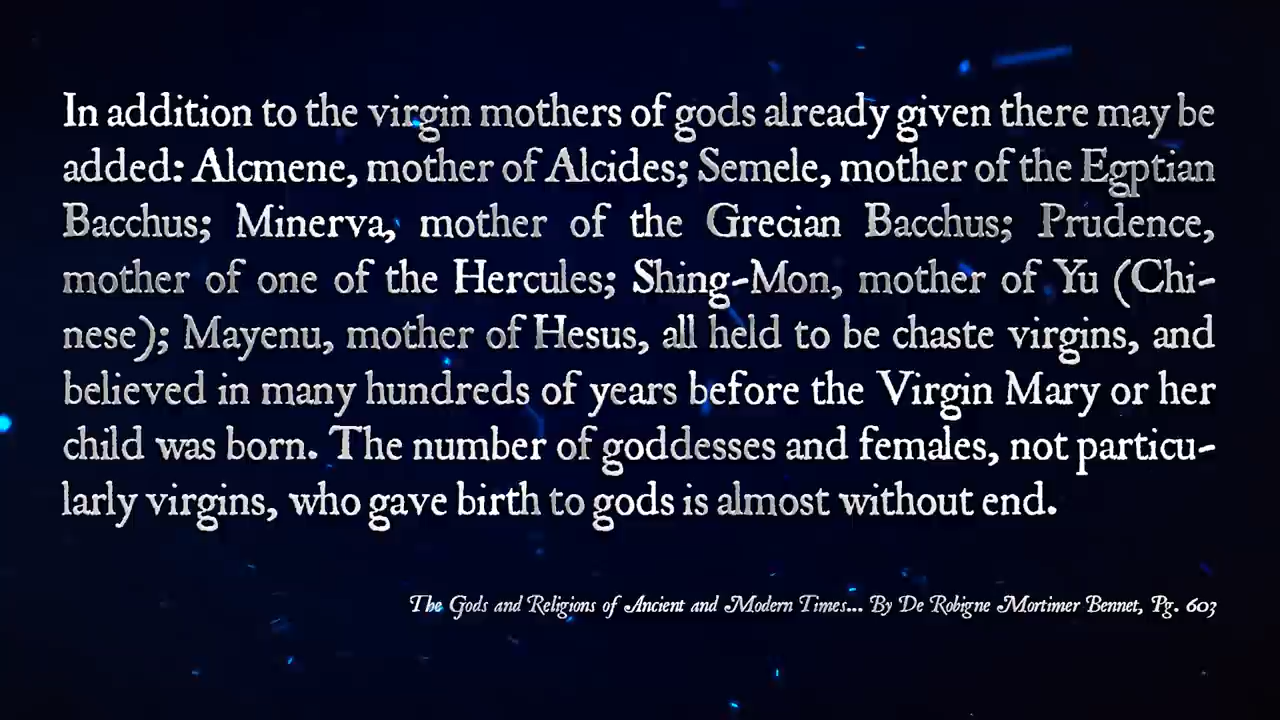 In addition to the virgin mothers of gods already given there may be
added: Alcmene, mother of Alcides; Semele, mother of the Egptian
Bacchus; Minerva, mother of the Grecian Bacchus; Prudence,
mother of one of the Hercules; Shing-Mon, mother of Yu (Chi-
nese); Mayenu, mother of Hesus, all held to be chaste virgins, and
believed in many hundreds of years before the Virgin Mary or her
child was born. The number of goddesses and females, not particu-
larly virgins, who gave birth to gods is almost without end.
The Gods and Religions of Ancient and Modern Times... By De Robigne Mortimer Bennet, Pg. 603